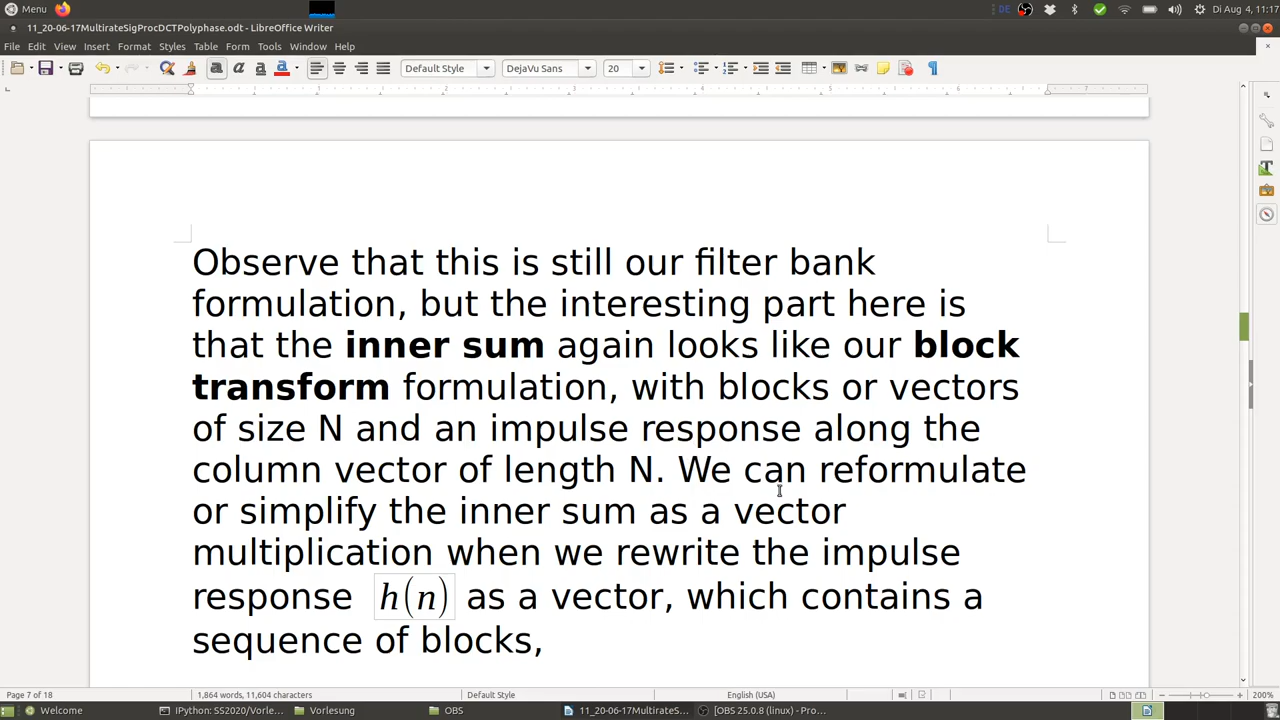 Menu
DE
Di Aug 4, 11:17
11_20-06-17MultirateSigProcDCTPolyphase.odt - LibreOffice Writer
File Edit View Insert Format Styles Table Form Tools Window Help
Default Style DejaVu Sans 20
Observe that this is still our filter bank
formulation, but the interesting part here is
that the inner sum again looks like our block
transform formulation, with blocks or vectors
of size N and an impulse response along the
column vector of length N. We can reformulate
or simplify the inner sum as a vector
multiplication when we rewrite the impulse
response h(n) as a vector, which contains a
sequence of blocks,
Page 7 of 18 1,864 words, 11,604 characters Default Style English (USA) 200%
Welcome IPython: SS2020/Vorle... Vorlesung OBS 11_20-06-17MultirateS... [OBS 25.0.8 (linux) - Pro...